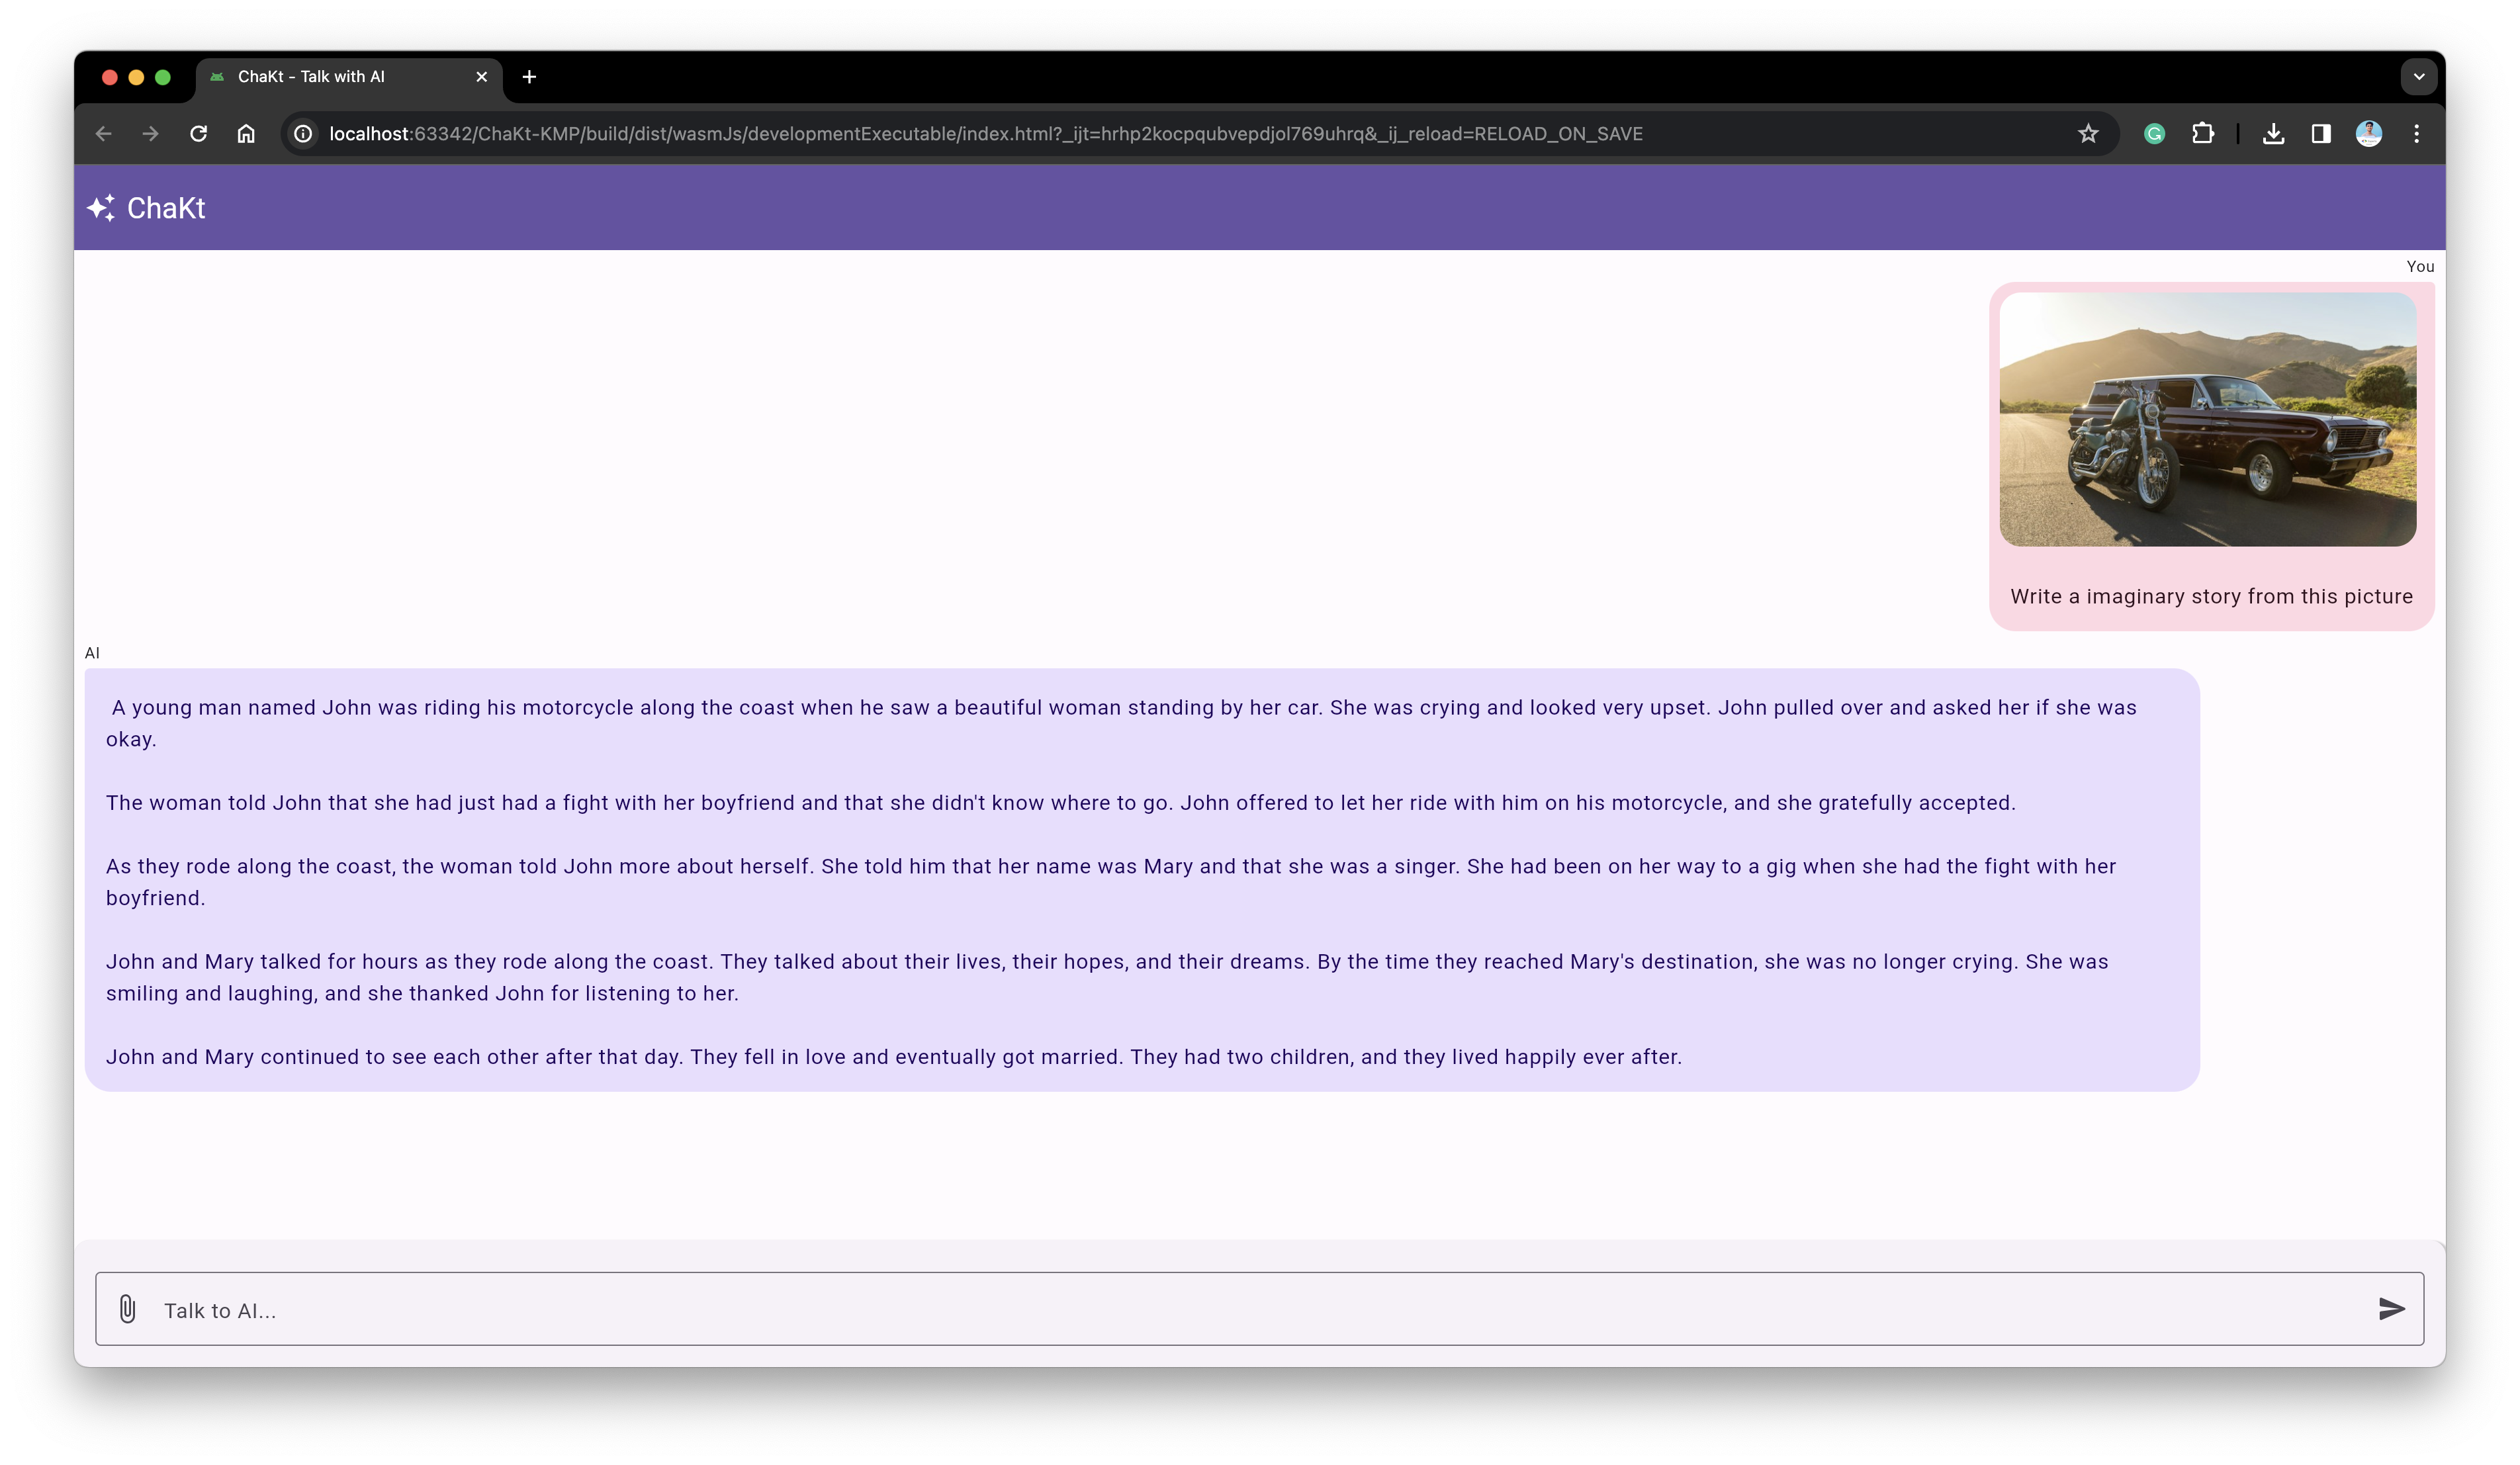 ChaKt - Talk with AI
localhost:63342/ChaKt-KMP/build/dist/wasmJs/developmentExecutable/index.html?_ijt=hrhp2kocpqubvepdjol769uhrq&_ij_reload=RELOAD_ON_SAVE
ChaKt
You
Write a imaginary story from this picture
AI
A young man named John was riding his motorcycle along the coast when he saw a beautiful woman standing by her car. She was crying and looked very upset. John pulled over and asked her if she was
okay.
The woman told John that she had just had a fight with her boyfriend and that she didn't know where to go. John offered to let her ride with him on his motorcycle, and she gratefully accepted.
As they rode along the coast, the woman told John more about herself. She told him that her name was Mary and that she was a singer. She had been on her way to a gig when she had the fight with her
boyfriend.
John and Mary talked for hours as they rode along the coast. They talked about their lives, their hopes, and their dreams. By the time they reached Mary's destination, she was no longer crying. She was
smiling and laughing, and she thanked John for listening to her.
John and Mary continued to see each other after that day. They fell in love and eventually got married. They had two children, and they lived happily ever after.
Talk to AI...